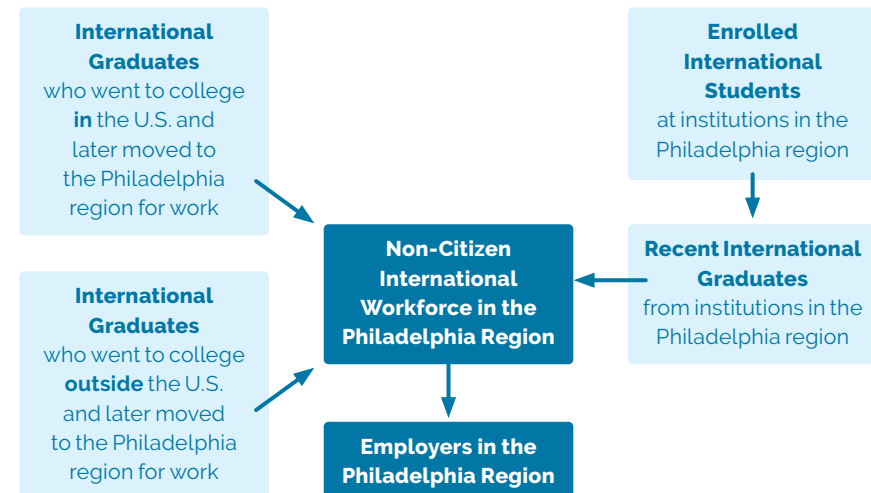 International
Graduates
who went to college
in the U.S. and
later moved to
the Philadelphia
region for work
International
Graduates
who went to college
outside the U.S.
and later moved
to the Philadelphia
region for work
Non-Citizen
International
Workforce in the
Philadelphia Region
Employers in the
Philadelphia Region
Enrolled
International
Students
at institutions in the
Philadelphia region
Recent International
Graduates
from institutions in the
Philadelphia region